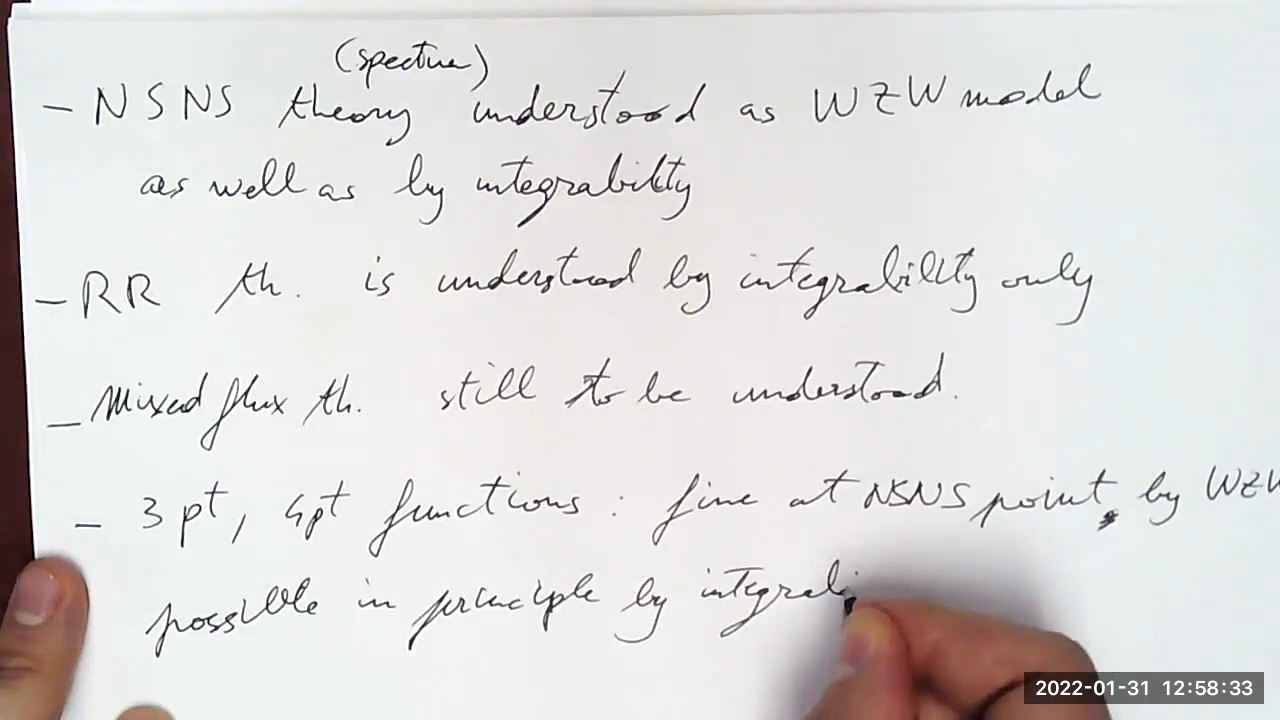 (spectrum)
- NSNS theory understood as WZW model
as well as by integrability
- RR th. is understood by integrability only
- Mixed flux th. still to be understood.
- 3pt, 4pt functions : fine at NSNS point by WZW
possible in principle by integrabi
2022-01-31 12:58:33